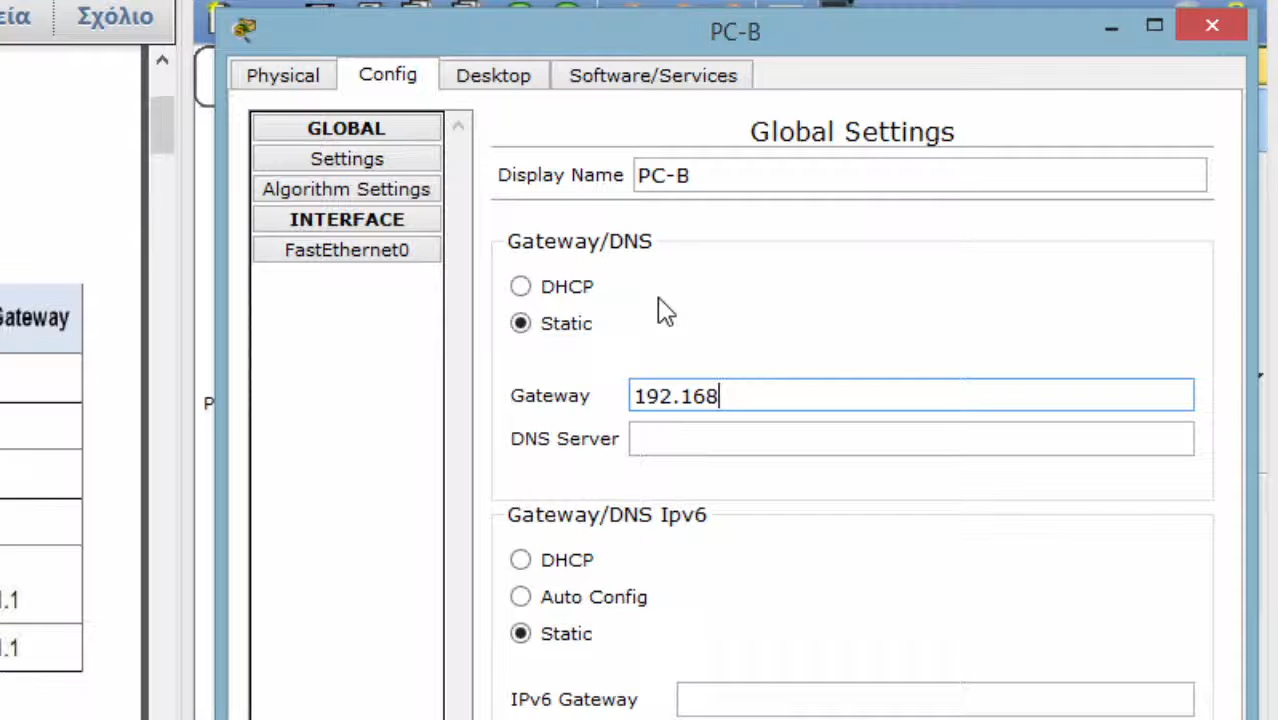 εία Σχόλιο
PC-B
Physical Config Desktop Software/Services
GLOBAL
Settings
Algorithm Settings
INTERFACE
FastEthernet0
Global Settings
Display Name PC-B
Gateway/DNS
DHCP
Static
Gateway 192.168
DNS Server
Gateway/DNS Ipv6
DHCP
Auto Config
Static
IPv6 Gateway
Gateway
.1
.1
P